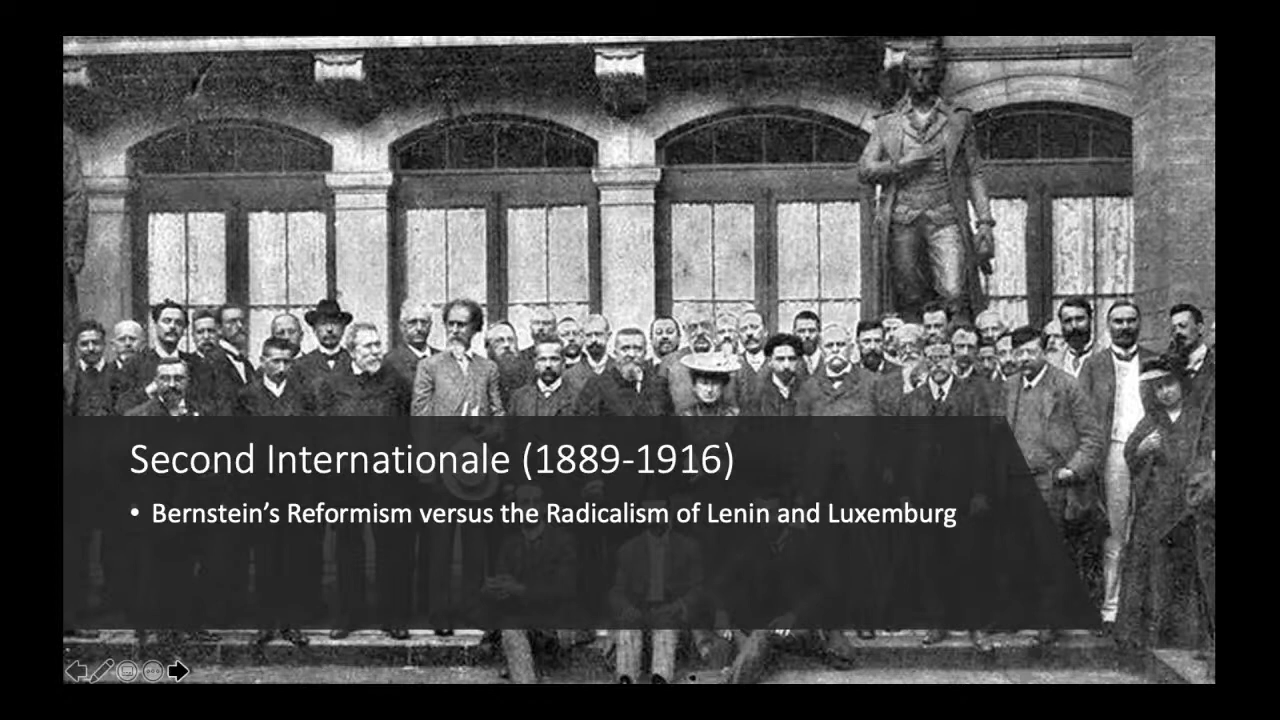 Second Internationale (1889-1916)
• Bernstein's Reformism versus the Radicalism of Lenin and Luxemburg